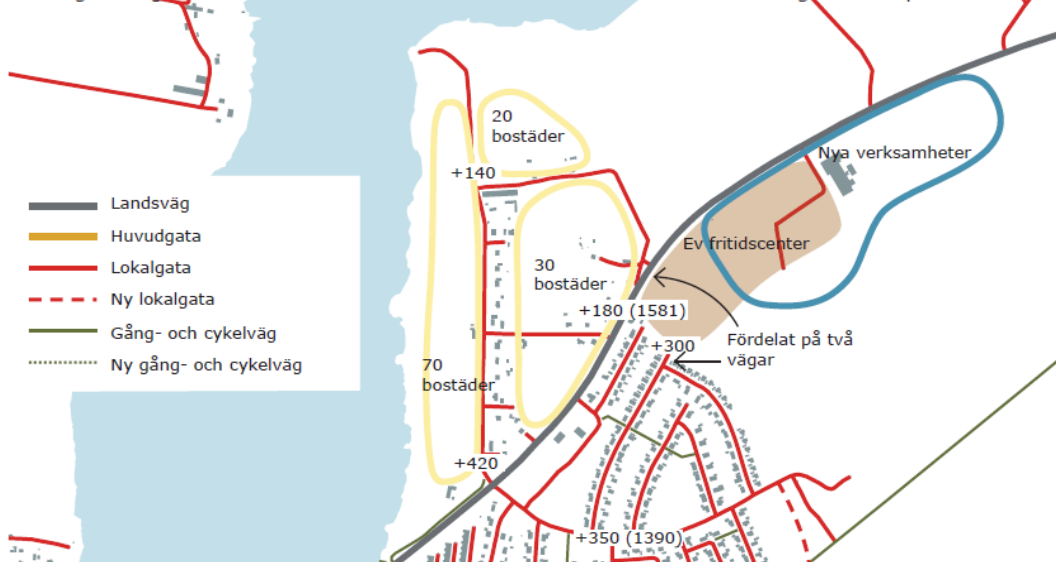 20
bostäder
+140
Nya verksamheter
Landsväg
Huvudgata
Lokalgata
Ny lokalgata
Gång- och cykelväg
Ny gång- och cykelväg
Ev fritidscenter
30
bostäder
+180 (1581)
Fördelat på två
vägar
+300
70
bostäder
+420
+350 (1390)